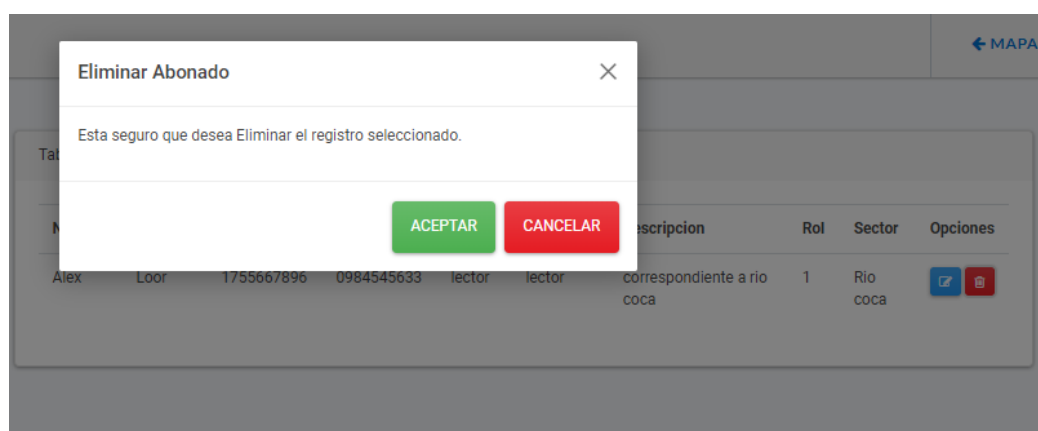 MAPA
Eliminar Abonado
Esta seguro que desea Eliminar el registro seleccionado.
ACEPTAR CANCELAR
Rol Sector Opciones
Alex Loor 1755667896 0984545633 lector lector correspondiente a rio 1 Rio
coca coca